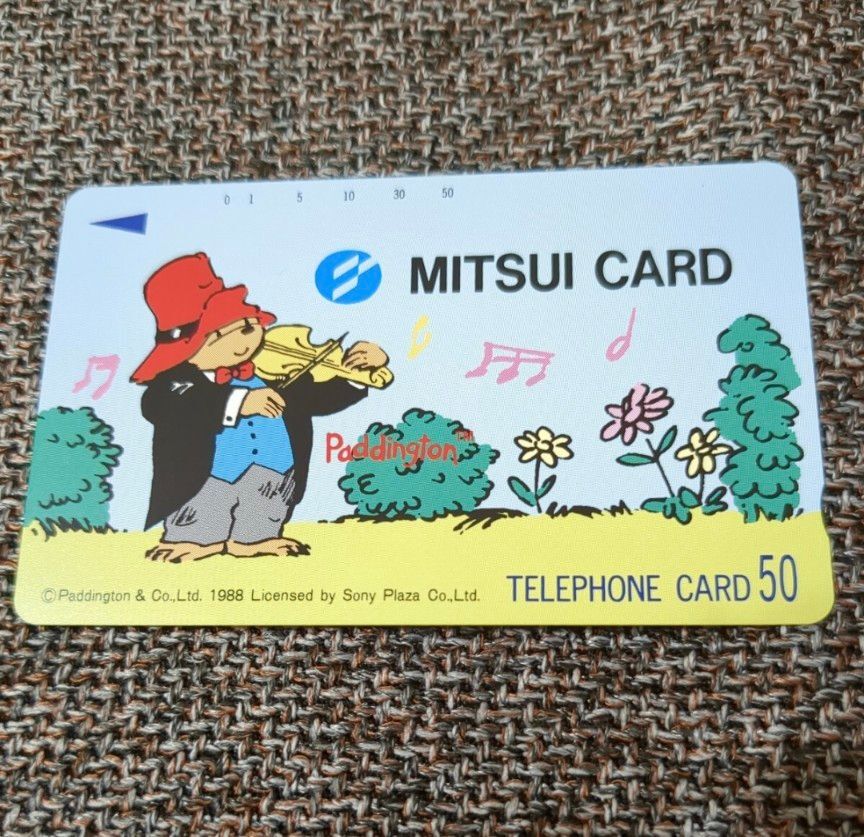 0 1 5 10 30 50
MITSUI CARD
Paddington™
©Paddington & Co.,Ltd. 1988 Licensed by Sony Plaza Co.,Ltd.
TELEPHONE CARD 50